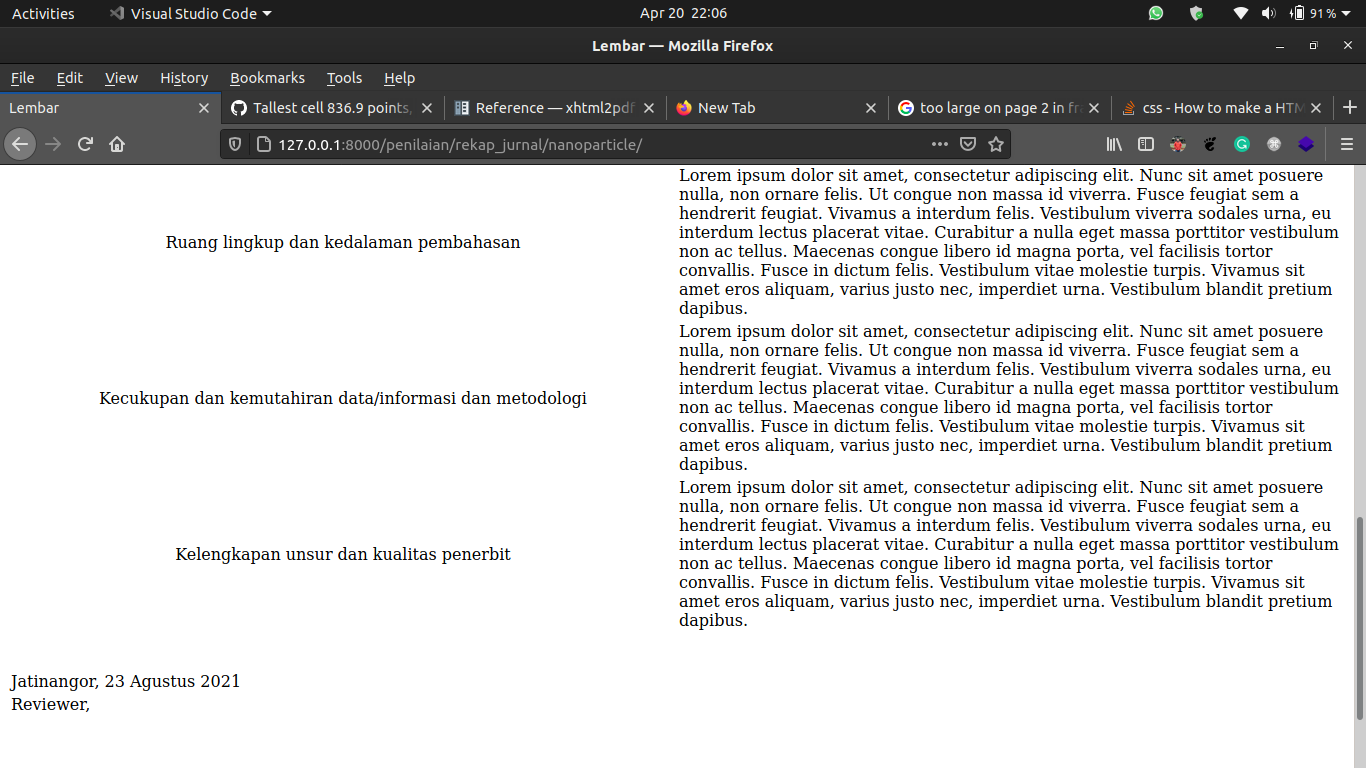 Activities Visual Studio Code Apr 20 22:06 91 %
Lembar — Mozilla Firefox
File Edit View History Bookmarks Tools Help
Lembar Tallest cell 836.9 points, Reference — xhtml2pdf New Tab too large on page 2 in fra css - How to make a HTM
127.0.0.1:8000/penilaian/rekap_jurnal/nanoparticle/
Ruang lingkup dan kedalaman pembahasan
Lorem ipsum dolor sit amet, consectetur adipiscing elit. Nunc sit amet posuere
nulla, non ornare felis. Ut congue non massa id viverra. Fusce feugiat sem a
hendrerit feugiat. Vivamus a interdum felis. Vestibulum viverra sodales urna, eu
interdum lectus placerat vitae. Curabitur a nulla eget massa porttitor vestibulum
non ac tellus. Maecenas congue libero id magna porta, vel facilisis tortor
convallis. Fusce in dictum felis. Vestibulum vitae molestie turpis. Vivamus sit
amet eros aliquam, varius justo nec, imperdiet urna. Vestibulum blandit pretium
dapibus.
Kecukupan dan kemutahiran data/informasi dan metodologi
Lorem ipsum dolor sit amet, consectetur adipiscing elit. Nunc sit amet posuere
nulla, non ornare felis. Ut congue non massa id viverra. Fusce feugiat sem a
hendrerit feugiat. Vivamus a interdum felis. Vestibulum viverra sodales urna, eu
interdum lectus placerat vitae. Curabitur a nulla eget massa porttitor vestibulum
non ac tellus. Maecenas congue libero id magna porta, vel facilisis tortor
convallis. Fusce in dictum felis. Vestibulum vitae molestie turpis. Vivamus sit
amet eros aliquam, varius justo nec, imperdiet urna. Vestibulum blandit pretium
dapibus.
Kelengkapan unsur dan kualitas penerbit
Lorem ipsum dolor sit amet, consectetur adipiscing elit. Nunc sit amet posuere
nulla, non ornare felis. Ut congue non massa id viverra. Fusce feugiat sem a
hendrerit feugiat. Vivamus a interdum felis. Vestibulum viverra sodales urna, eu
interdum lectus placerat vitae. Curabitur a nulla eget massa porttitor vestibulum
non ac tellus. Maecenas congue libero id magna porta, vel facilisis tortor
convallis. Fusce in dictum felis. Vestibulum vitae molestie turpis. Vivamus sit
amet eros aliquam, varius justo nec, imperdiet urna. Vestibulum blandit pretium
dapibus.
Jatinangor, 23 Agustus 2021
Reviewer,